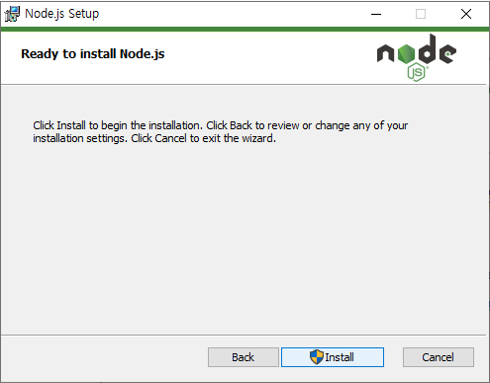 Node.js Setup
Ready to install Node.js
node
JS
Click Install to begin the installation. Click Back to review or change any of your
installation settings. Click Cancel to exit the wizard.
Back
Install
Cancel